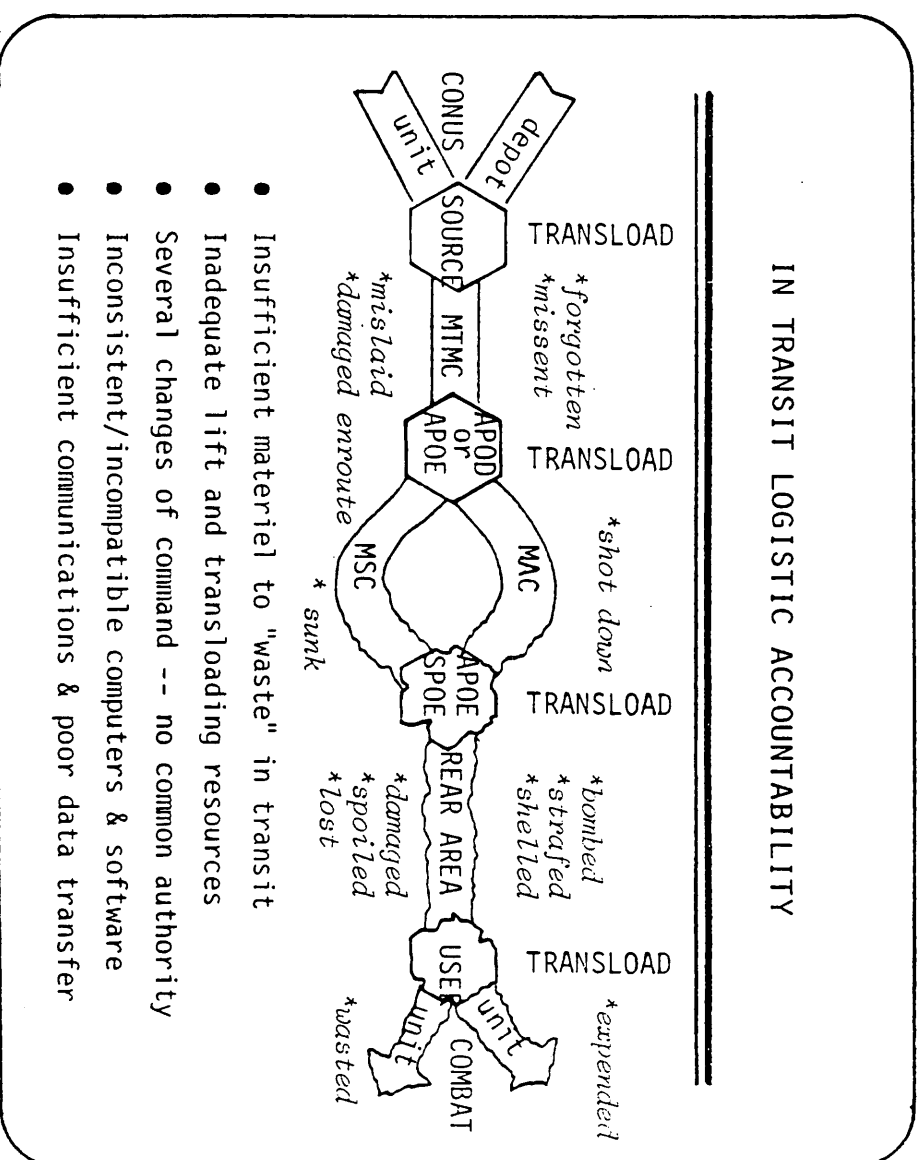 IN TRANSIT LOGISTIC ACCOUNTABILITY
TRANSLOAD
TRANSLOAD
TRANSLOAD
TRANSLOAD
*forgotten
*missent
*shot down
*bombed
*strafed
*shelled
*expended
depot
CONUS
unit
SOURCE
MTMC
APOD
or
APOE
MAC
MSC
APOE
SPOE
REAR AREA
USER
unit
unit
COMBAT
*mislaid
*damaged enroute
* sunk
*damaged
*spoiled
*lost
*wasted
• Insufficient materiel to "waste" in transit
• Inadequate lift and transloading resources
• Several changes of command -- no common authority
• Inconsistent/incompatible computers & software
• Insufficient communications & poor data transfer